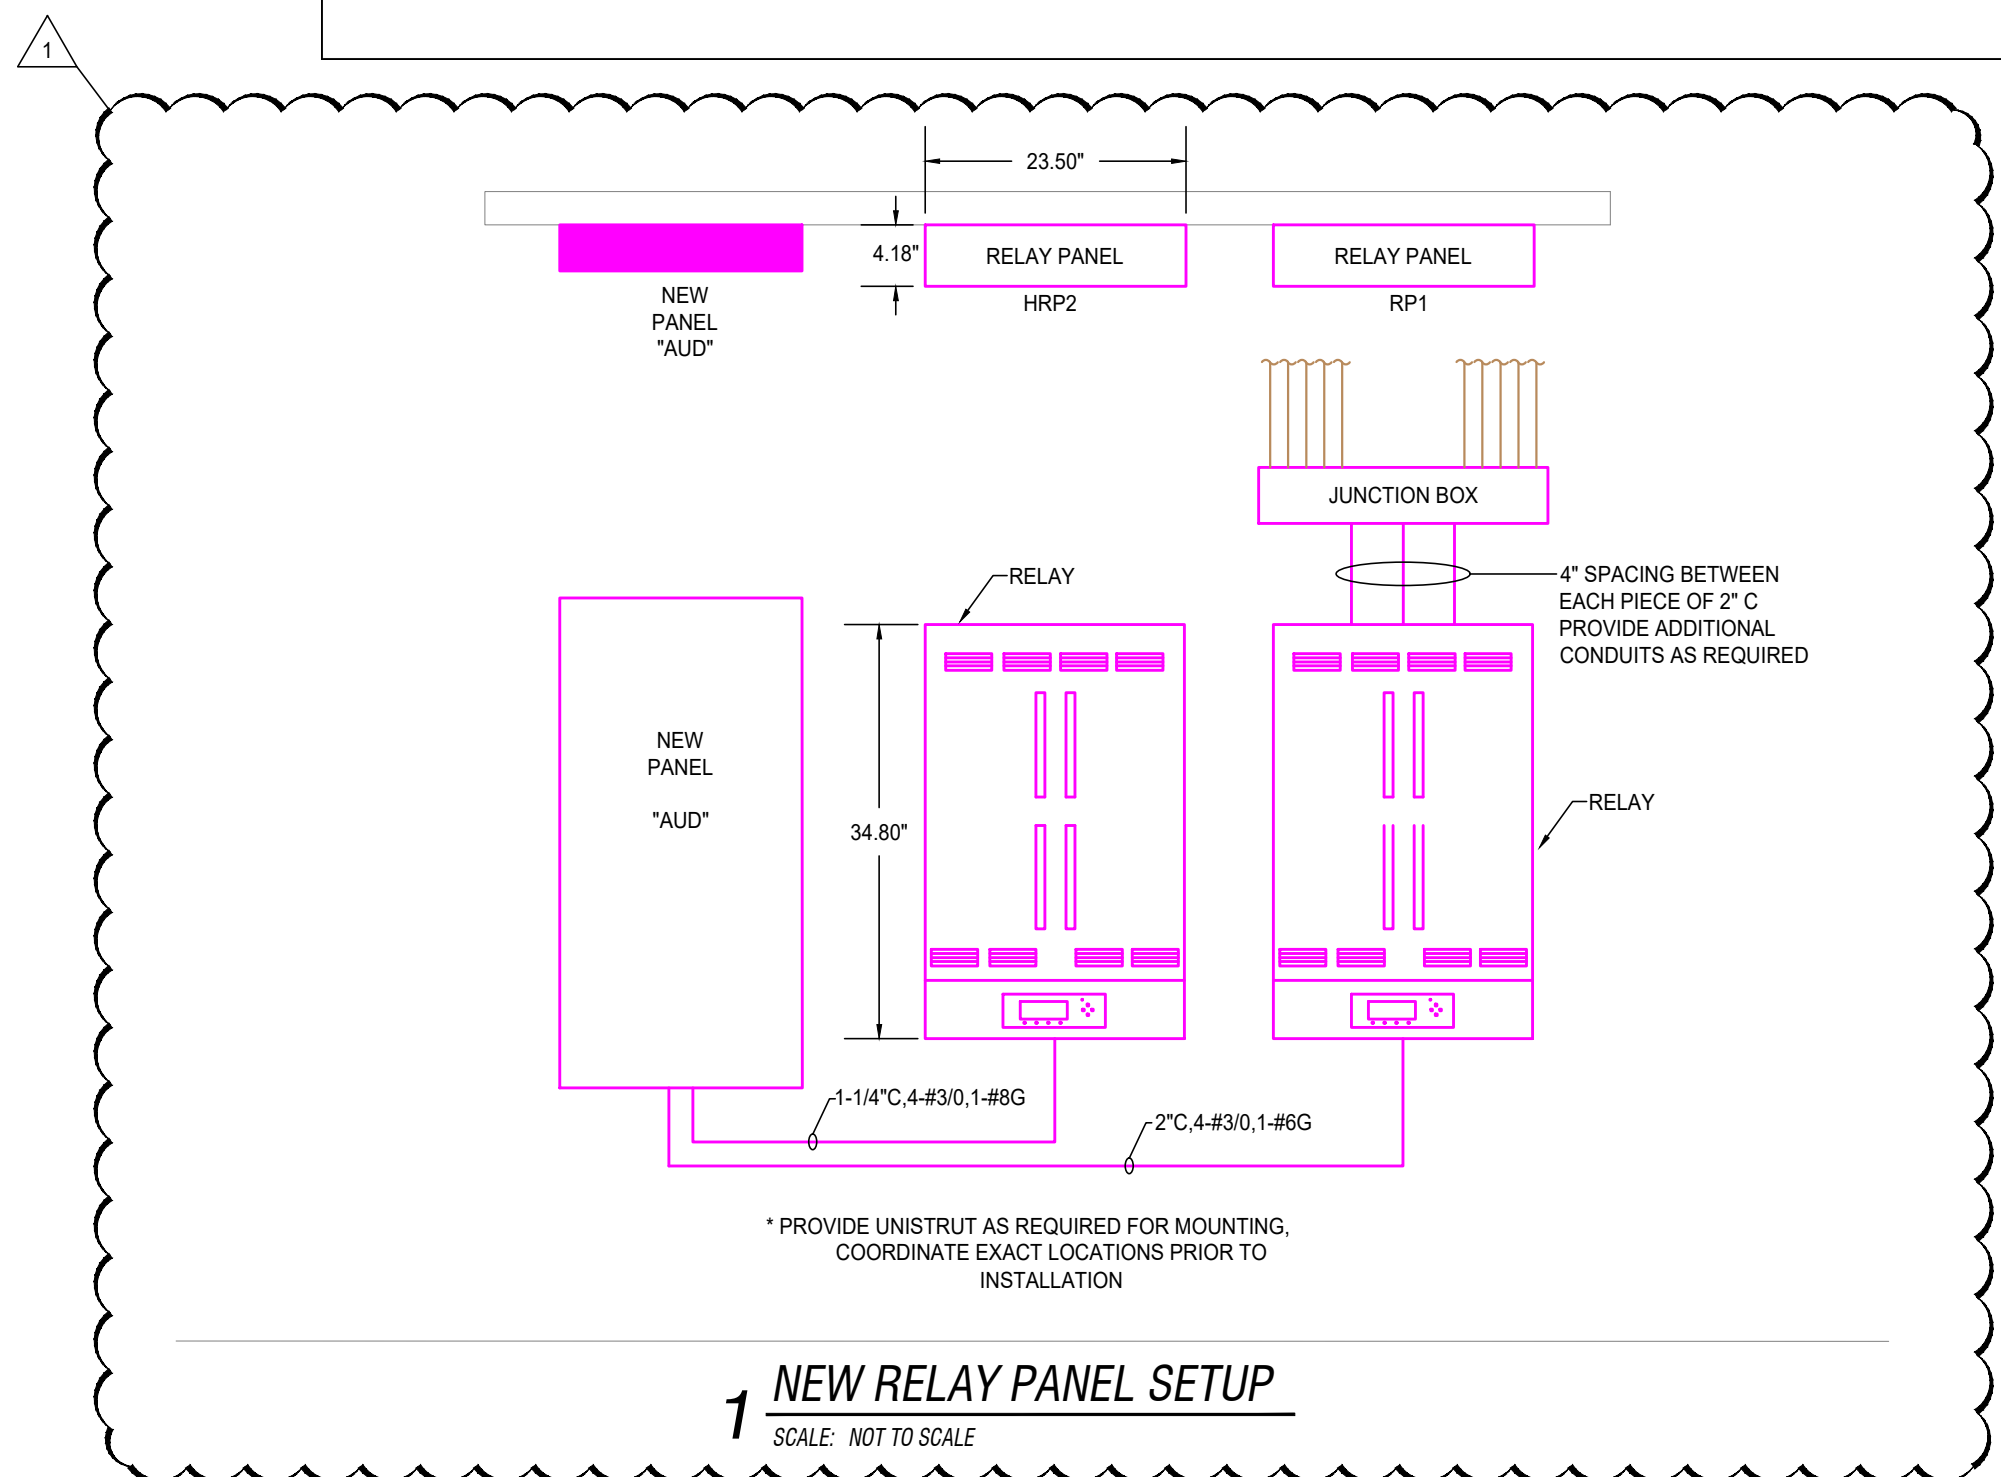 1
23.50"
4.18"
RELAY PANEL
RELAY PANEL
NEW
PANEL
"AUD"
HRP2
RP1
JUNCTION BOX
RELAY
4" SPACING BETWEEN
EACH PIECE OF 2" C
PROVIDE ADDITIONAL
CONDUITS AS REQUIRED
NEW
PANEL
"AUD"
34.80"
RELAY
1-1/4"C,4-#3/0,1-#8G
2"C,4-#3/0,1-#6G
* PROVIDE UNISTRUT AS REQUIRED FOR MOUNTING,
COORDINATE EXACT LOCATIONS PRIOR TO
INSTALLATION
1 NEW RELAY PANEL SETUP
SCALE: NOT TO SCALE